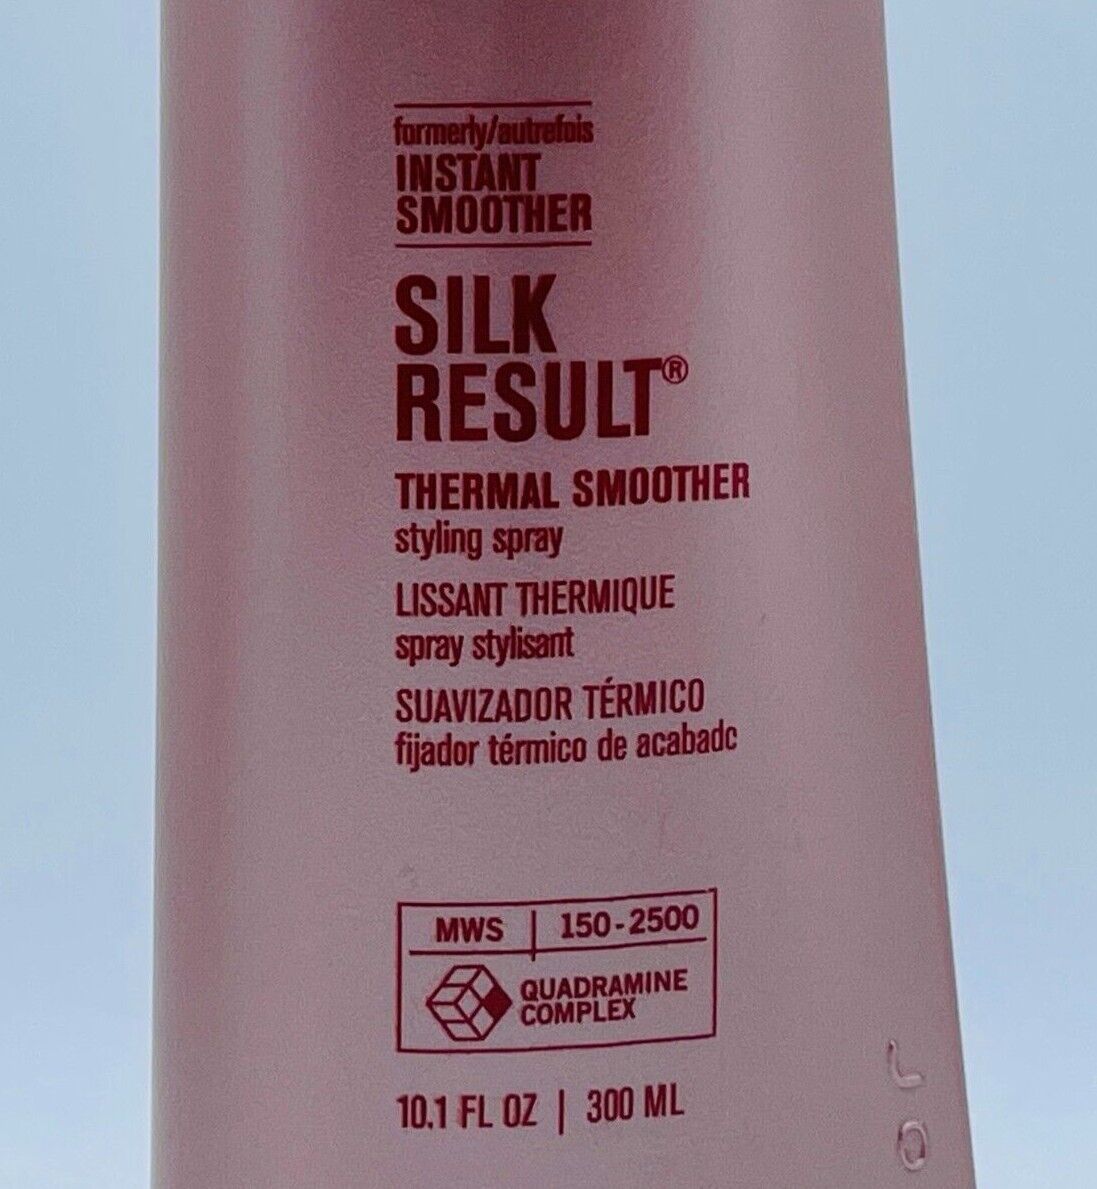 formerly/autrefois
INSTANT
SMOOTHER
SILK
RESULT®
THERMAL SMOOTHER
styling spray
LISSANT THERMIQUE
spray stylisant
SUAVIZADOR TÉRMICO
fijador térmico de acabado
MWS | 150-2500
QUADRAMINE
COMPLEX
10.1 FL OZ | 300 ML